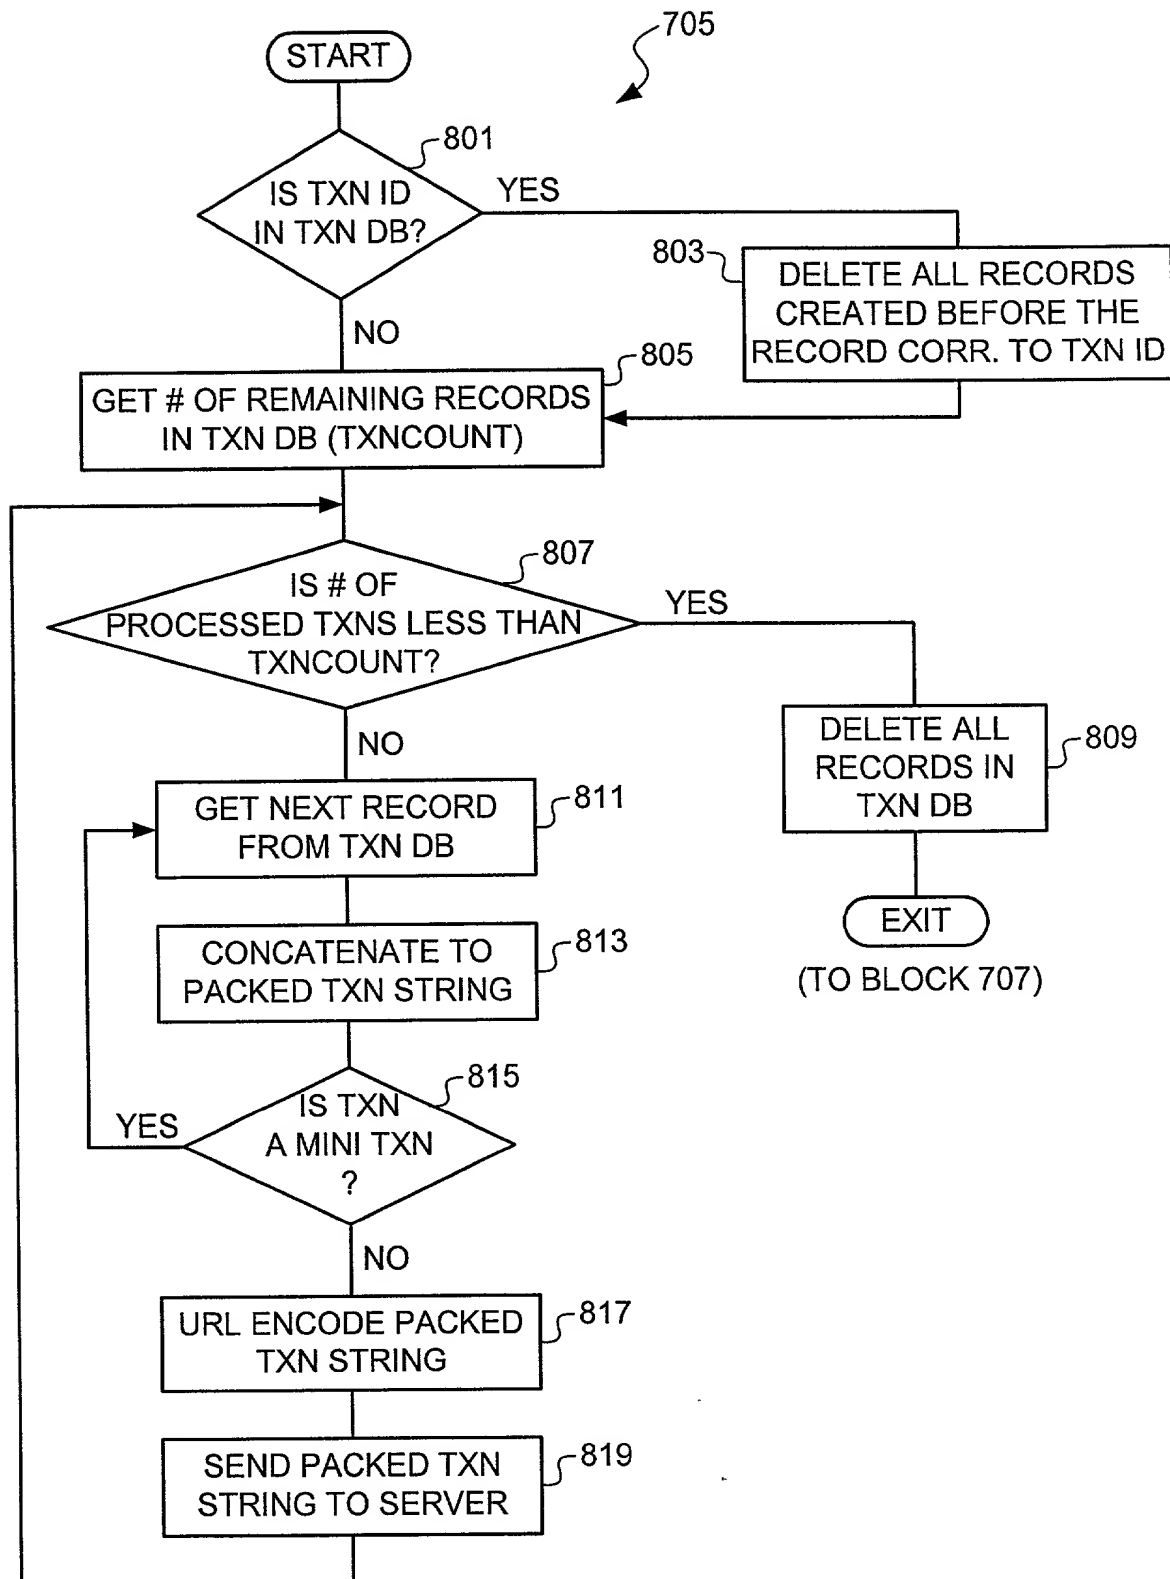 705
START
801
IS TXN ID
IN TXN DB?
YES
NO
803
DELETE ALL RECORDS
CREATED BEFORE THE
RECORD CORR. TO TXN ID
805
GET # OF REMAINING RECORDS
IN TXN DB (TXNCOUNT)
807
IS # OF
PROCESSED TXNS LESS THAN
TXNCOUNT?
YES
NO
809
DELETE ALL
RECORDS IN
TXN DB
EXIT
(TO BLOCK 707)
811
GET NEXT RECORD
FROM TXN DB
813
CONCATENATE TO
PACKED TXN STRING
815
IS TXN
A MINI TXN
?
YES
NO
817
URL ENCODE PACKED
TXN STRING
819
SEND PACKED TXN
STRING TO SERVER